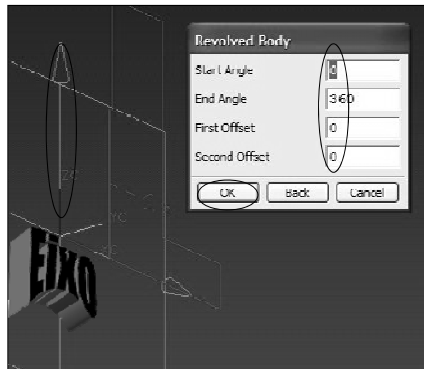 Revolved Body
Start Angle 0
End Angle 360
First Offset 0
Second Offset 0
OK Back Cancel
ZC
YC
EIXO